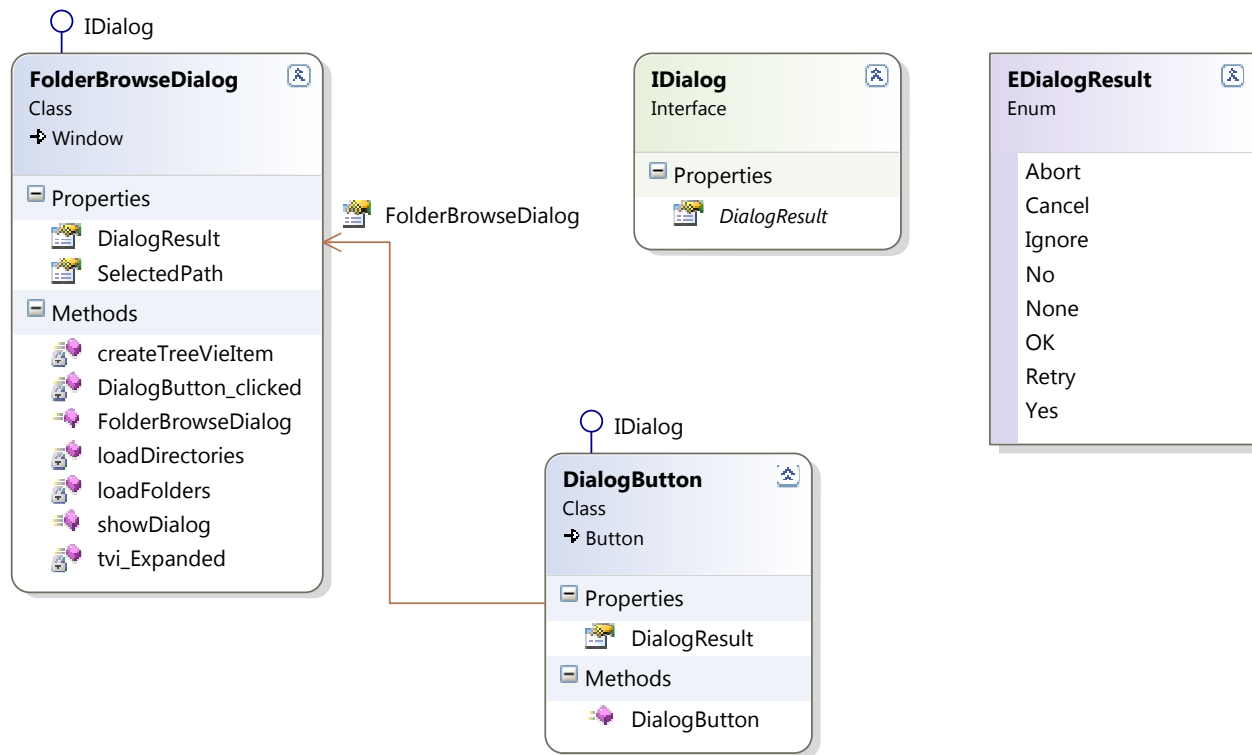 IDialog
FolderBrowseDialog
Class
Window
Properties
DialogResult
SelectedPath
Methods
createTreeVieItem
DialogButton_clicked
FolderBrowseDialog
loadDirectories
loadFolders
showDialog
tvi_Expanded
FolderBrowseDialog
IDialog
Interface
Properties
DialogResult
EDialogResult
Enum
Abort
Cancel
Ignore
No
None
OK
Retry
Yes
IDialog
DialogButton
Class
Button
Properties
DialogResult
Methods
DialogButton